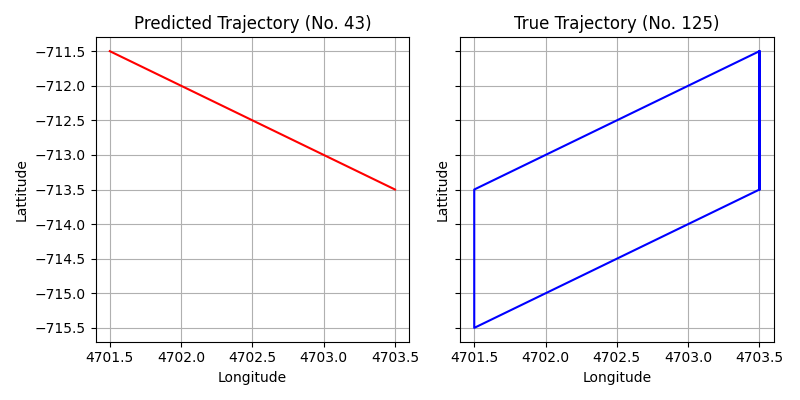 Predicted Trajectory (No. 43)
True Trajectory (No. 125)
−711.5
−712.0
−712.5
−713.0
−713.5
−714.0
−714.5
−715.0
−715.5
Lattitude
Lattitude
4701.5 4702.0 4702.5 4703.0 4703.5
4701.5 4702.0 4702.5 4703.0 4703.5
Longitude
Longitude